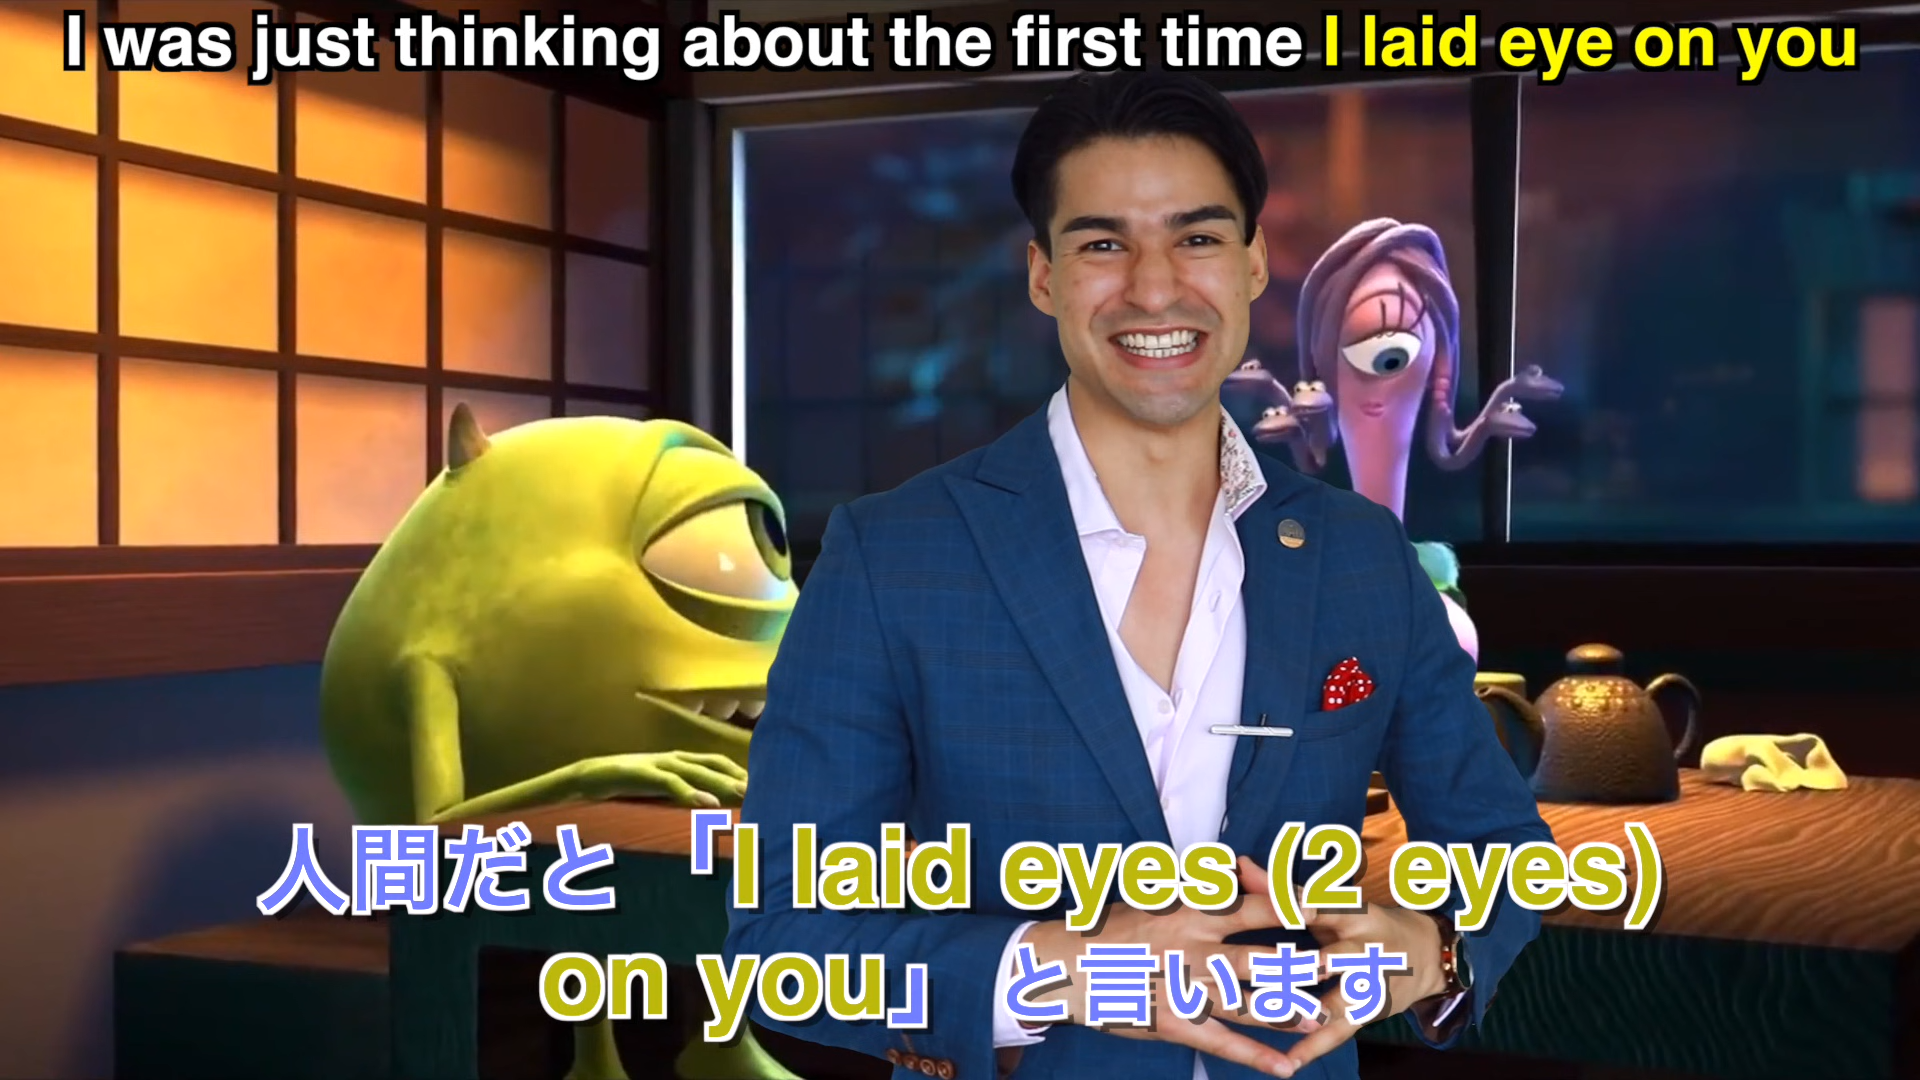 I was just thinking about the first time I laid eye on you
人間だと「I laid eyes (2 eyes)
on you」と言います